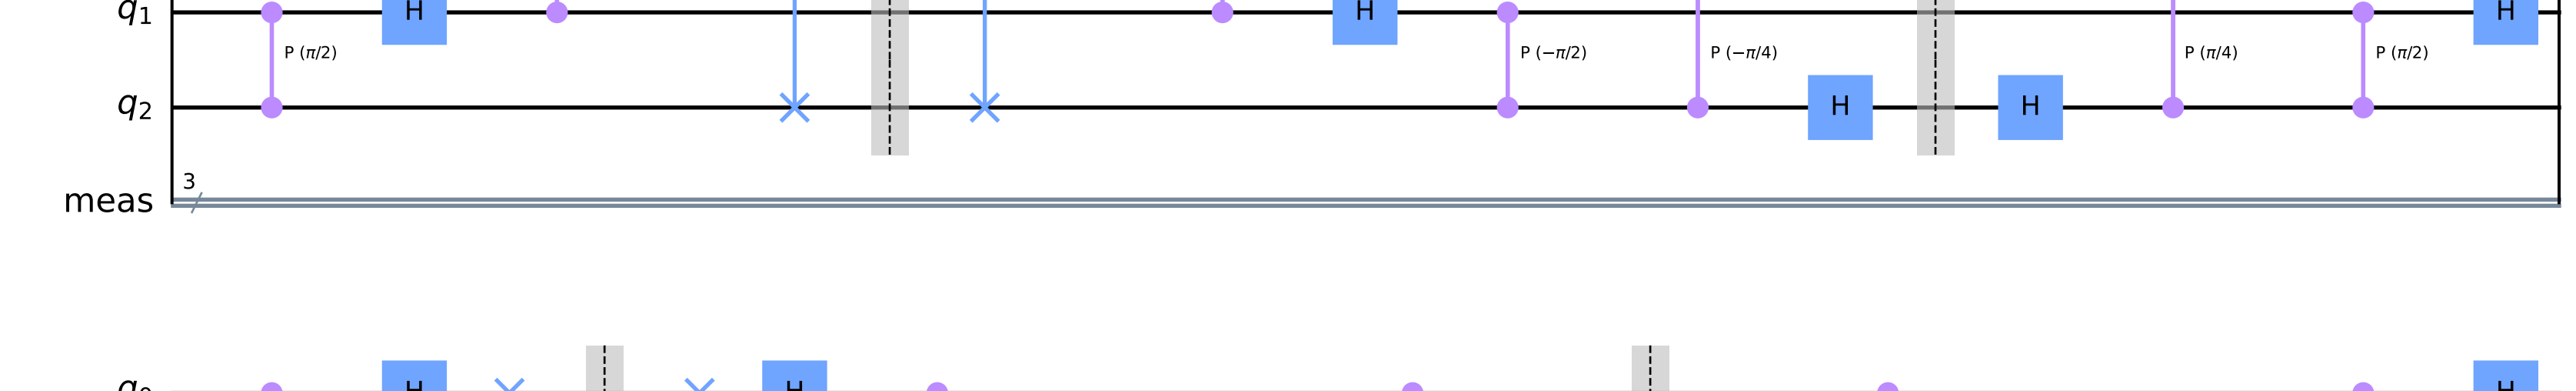 q1 H H H
P (π/2) P (−π/2) P (−π/4) P (π/4) P (π/2)
q2 H H
3
meas
H H H